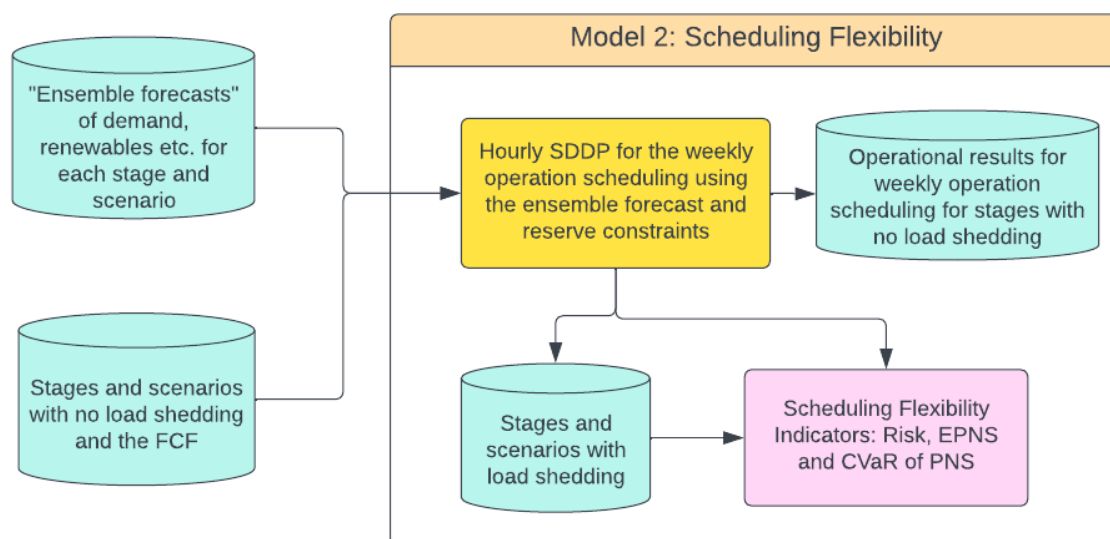 Model 2: Scheduling Flexibility
"Ensemble forecasts"
of demand,
renewables etc. for
each stage and
scenario
Hourly SDDP for the weekly
operation scheduling using
the ensemble forecast and
reserve constraints
Operational results for
weekly operation
scheduling for stages with
no load shedding
Stages and scenarios
with no load shedding
and the FCF
Stages and
scenarios with
load shedding
Scheduling Flexibility
Indicators: Risk, EPNS
and CVaR of PNS